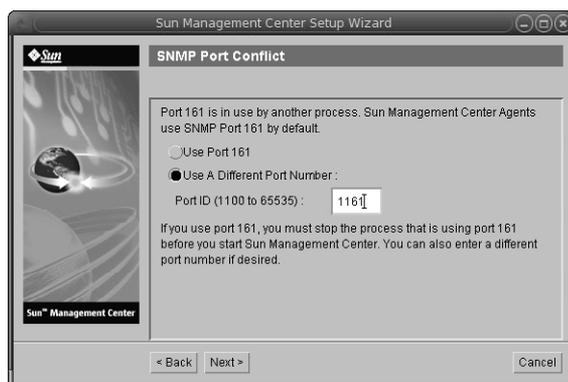 Sun Management Center Setup Wizard
Sun
SNMP Port Conflict
Port 161 is in use by another process. Sun Management Center Agents
use SNMP Port 161 by default.
Use Port 161
Use A Different Port Number :
Port ID (1100 to 65535) : 1161
If you use port 161, you must stop the process that is using port 161
before you start Sun Management Center. You can also enter a different
port number if desired.
Sun™ Management Center
< Back Next > Cancel